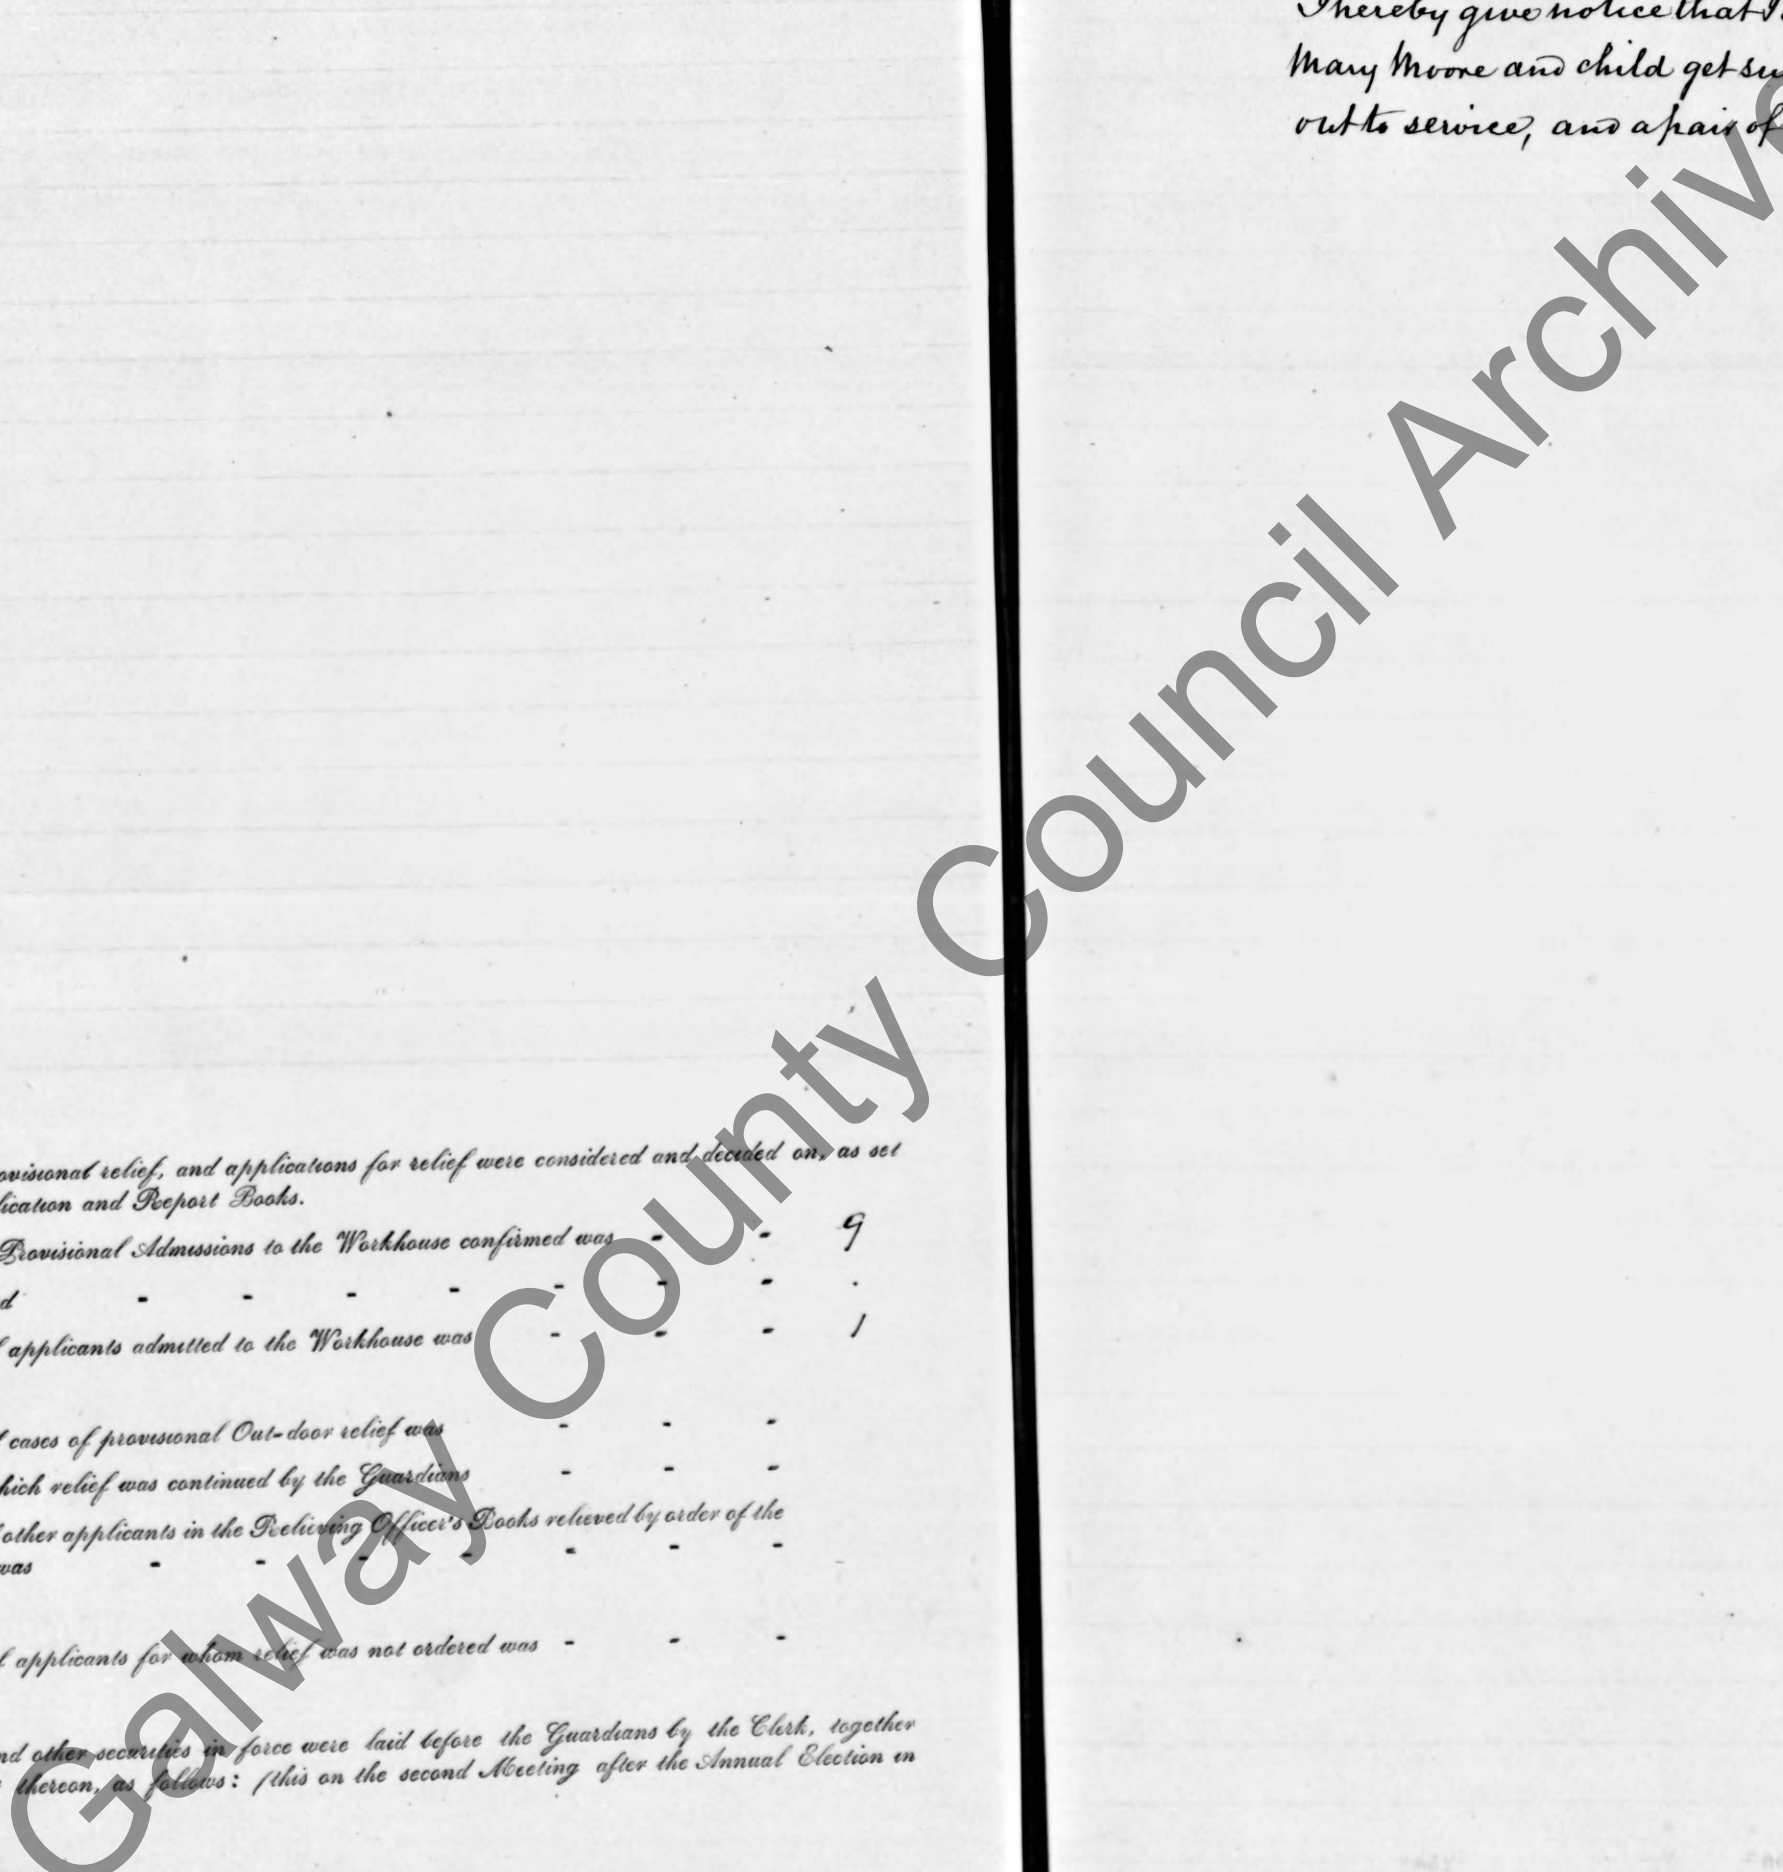 ovisional relief, and applications for relief were considered and decided on, as set
lication and Report Books.
Provisional Admissions to the Workhouse confirmed was - - 9
d - - - - - - - .
applicants admitted to the Workhouse was - - - 1
cases of provisional Out-door relief was - - -
hich relief was continued by the Guardians - - -
other applicants in the Relieving Officer's Books relieved by order of the
was - - - - - - -
applicants for whom relief was not ordered was - - -
nd other securities in force were laid before the Guardians by the Clerk, together
thereon, as follows: (this on the second Meeting after the Annual Election in
I hereby give notice that I
Mary Moore and child get su
out to service, and a pair of
Galway County Council Archive